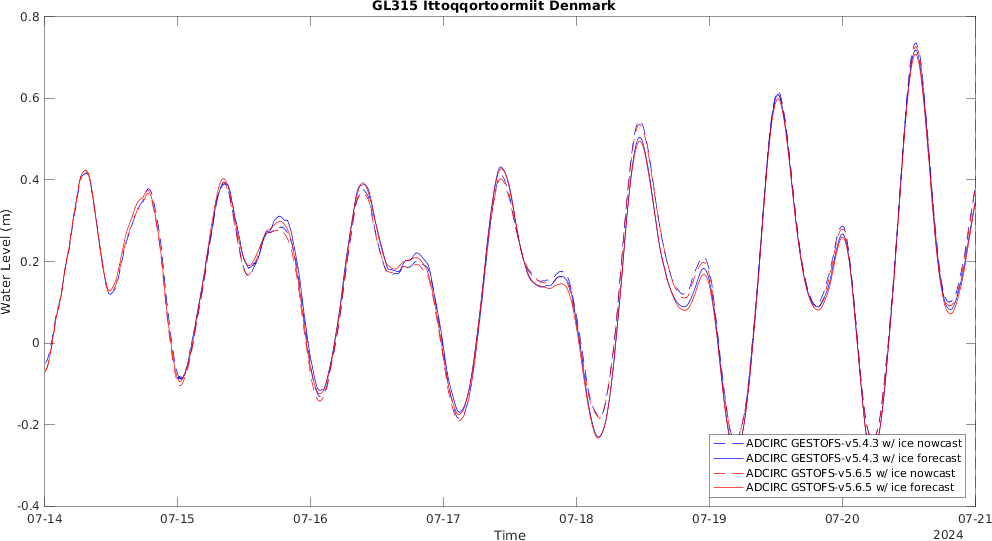 GL315 Ittoqqortoormiit Denmark
0.8
0.6
0.4
0.2
0
-0.2
-0.4
Water Level (m)
ADCIRC GESTOFS-v5.4.3 w/ ice nowcast
ADCIRC GESTOFS-v5.4.3 w/ ice forecast
ADCIRC GSTOFS-v5.6.5 w/ ice nowcast
ADCIRC GSTOFS-v5.6.5 w/ ice forecast
07-14 07-15 07-16 07-17 07-18 07-19 07-20 07-21
Time
2024